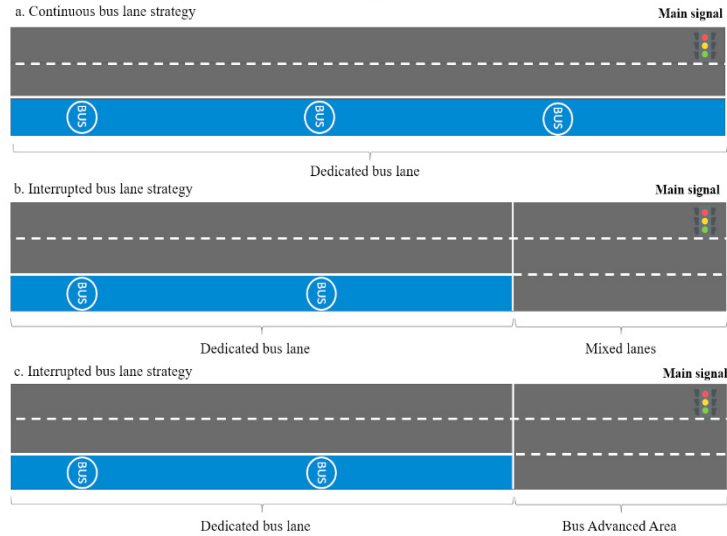 a. Continuous bus lane strategy
Main signal
BUS BUS BUS
Dedicated bus lane
b. Interrupted bus lane strategy
Main signal
BUS BUS
Dedicated bus lane
Mixed lanes
c. Interrupted bus lane strategy
Main signal
BUS BUS
Dedicated bus lane
Bus Advanced Area